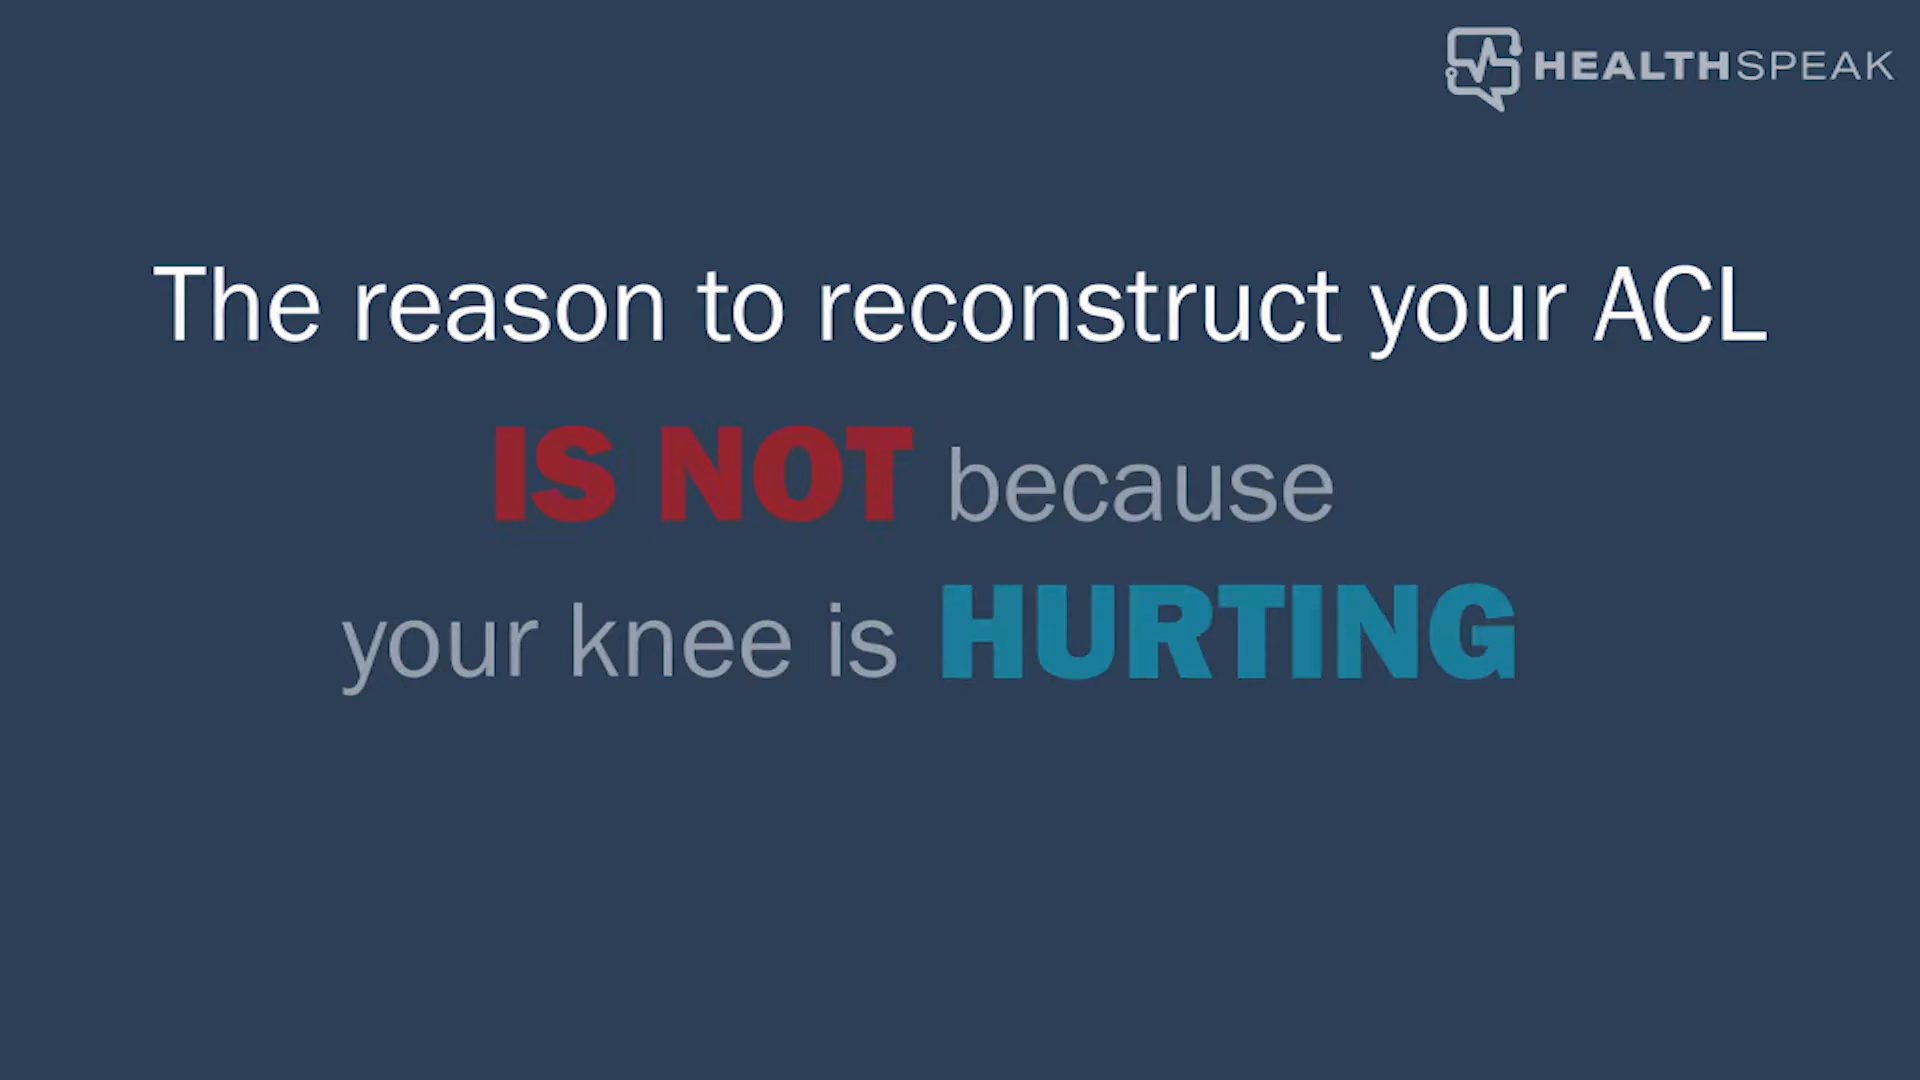 HEALTHSPEAK
The reason to reconstruct your ACL
IS NOT because
your knee is HURTING